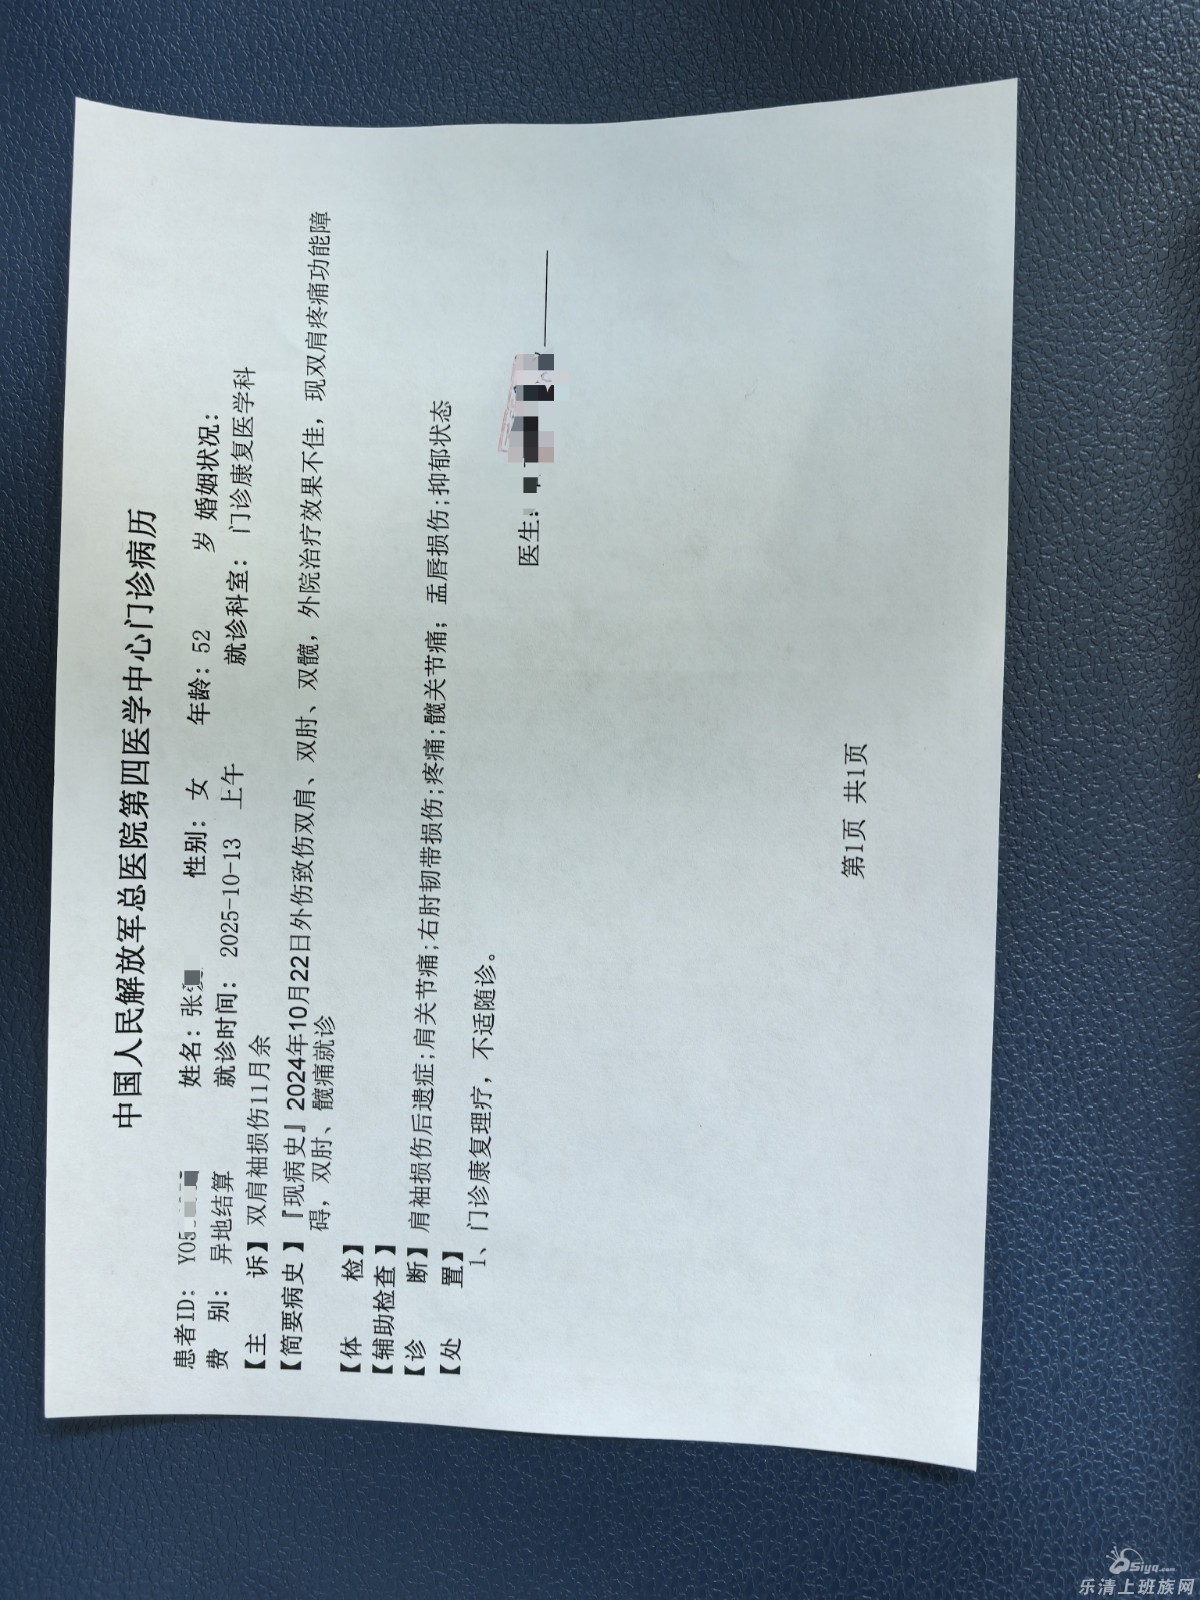 中国人民解放军总医院第四医学中心门诊病历
患者ID: Y05 姓名: 张 性别: 女 年龄: 52 岁 婚姻状况:
费 别: 异地结算 就诊时间: 2025-10-13 上午 就诊科室: 门诊康复医学科
【主 诉】 双肩袖损伤11月余
【简要病史】 『现病史』2024年10月22日外伤致伤双肩、双肘、双髋，外院治疗效果不佳，现双肩疼痛功能障
碍，双肘、髋痛就诊
【体 检】
【辅助检查】
【诊 断】 肩袖损伤后遗症;肩关节痛;右肘韧带损伤;疼痛;髋关节痛; 盂唇损伤;抑郁状态
【处 置】
1、门诊康复理疗，不适随诊。
医生:
第1页 共1页
6siyq.com
乐清上班族网